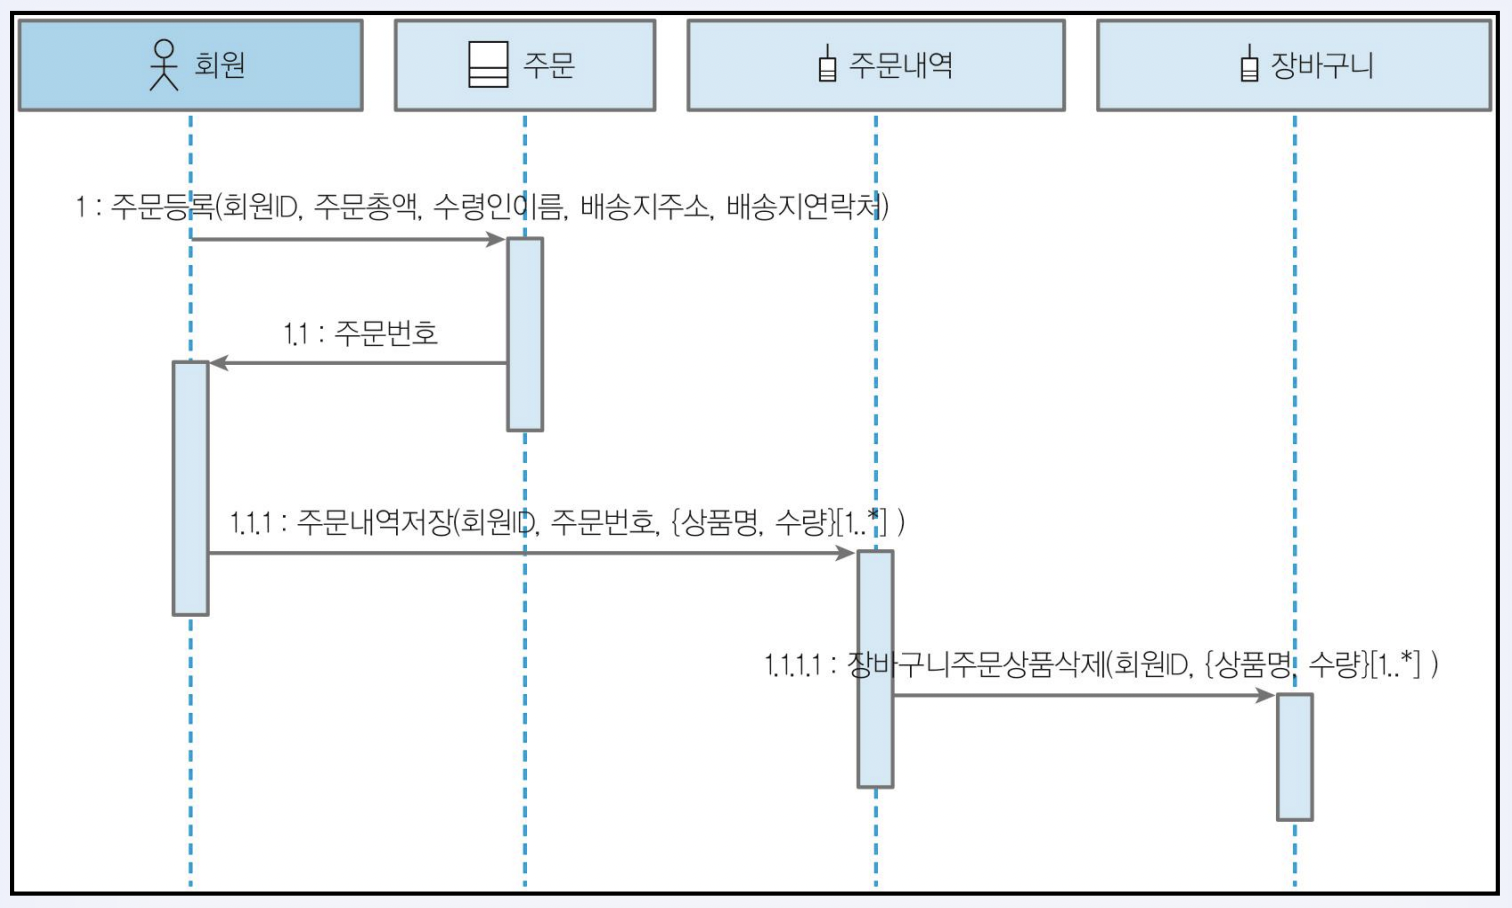 회원
주문
주문내역
장바구니
1 : 주문등록(회원ID, 주문총액, 수령인이름, 배송지주소, 배송지연락처)
1.1 : 주문번호
1.1.1 : 주문내역저장(회원ID, 주문번호, {상품명, 수량}[1..*] )
1.1.1.1 : 장바구니주문상품삭제(회원ID, {상품명, 수량}[1..*] )